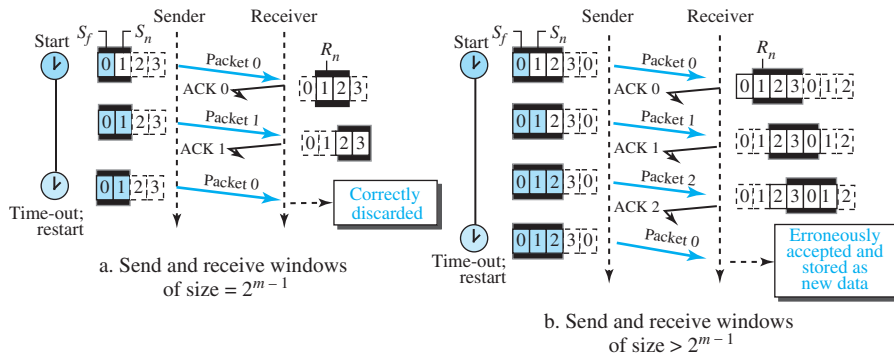 Sender Receiver
S_f S_n
Start
0 1 2 3
Packet 0
R_n
ACK 0
0 1 2 3
0 1 2 3
Packet 1
ACK 1
0 1 2 3
0 1 2 3
Packet 0
Time-out;
restart
Correctly
discarded
a. Send and receive windows
of size = 2^{m – 1}
Sender Receiver
S_f S_n
Start
0 1 2 3 0
Packet 0
R_n
ACK 0
0 1 2 3 0 1 2
0 1 2 3 0
Packet 1
ACK 1
0 1 2 3 0 1 2
0 1 2 3 0
Packet 2
ACK 2
0 1 2 3 0 1 2
0 1 2 3 0
Packet 0
Time-out;
restart
Erroneously
accepted and
stored as
new data
b. Send and receive windows
of size > 2^{m – 1}